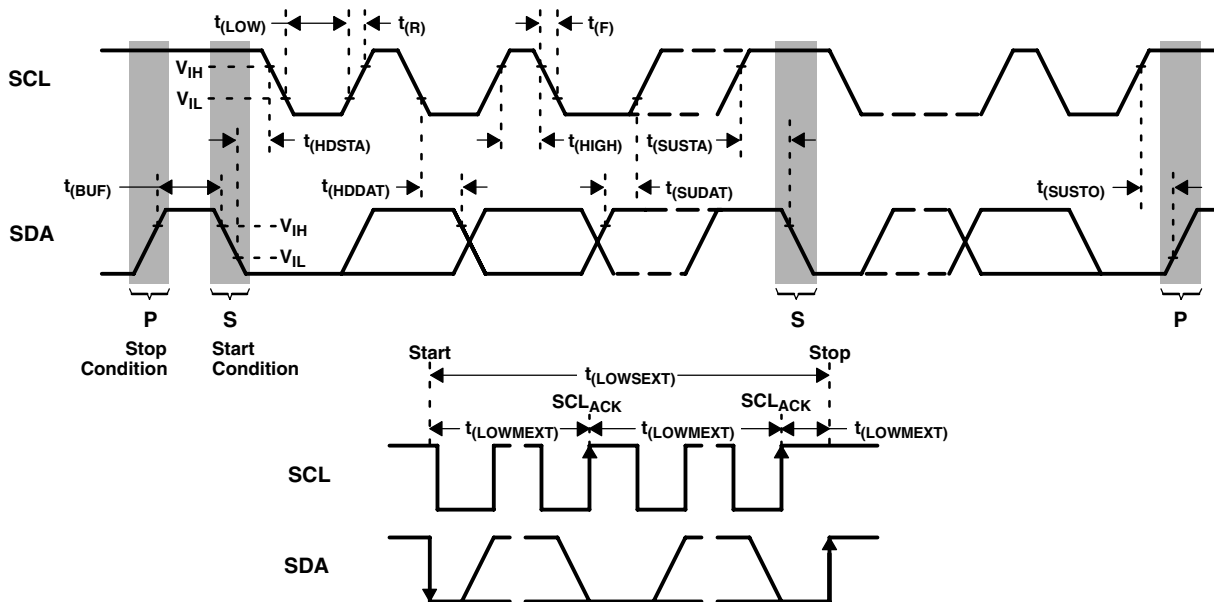 t(LOW)
t(R)
t(F)
SCL
VIH
VIL
t(HDSTA)
t(HIGH)
t(SUSTA)
t(BUF)
t(HDDAT)
t(SUDAT)
t(SUSTO)
SDA
VIH
VIL
P
S
S
P
Stop
Condition
Start
Condition
Start
Stop
t(LOWSEXT)
SCLACK
SCLACK
t(LOWMEXT)
t(LOWMEXT)
t(LOWMEXT)
SCL
SDA